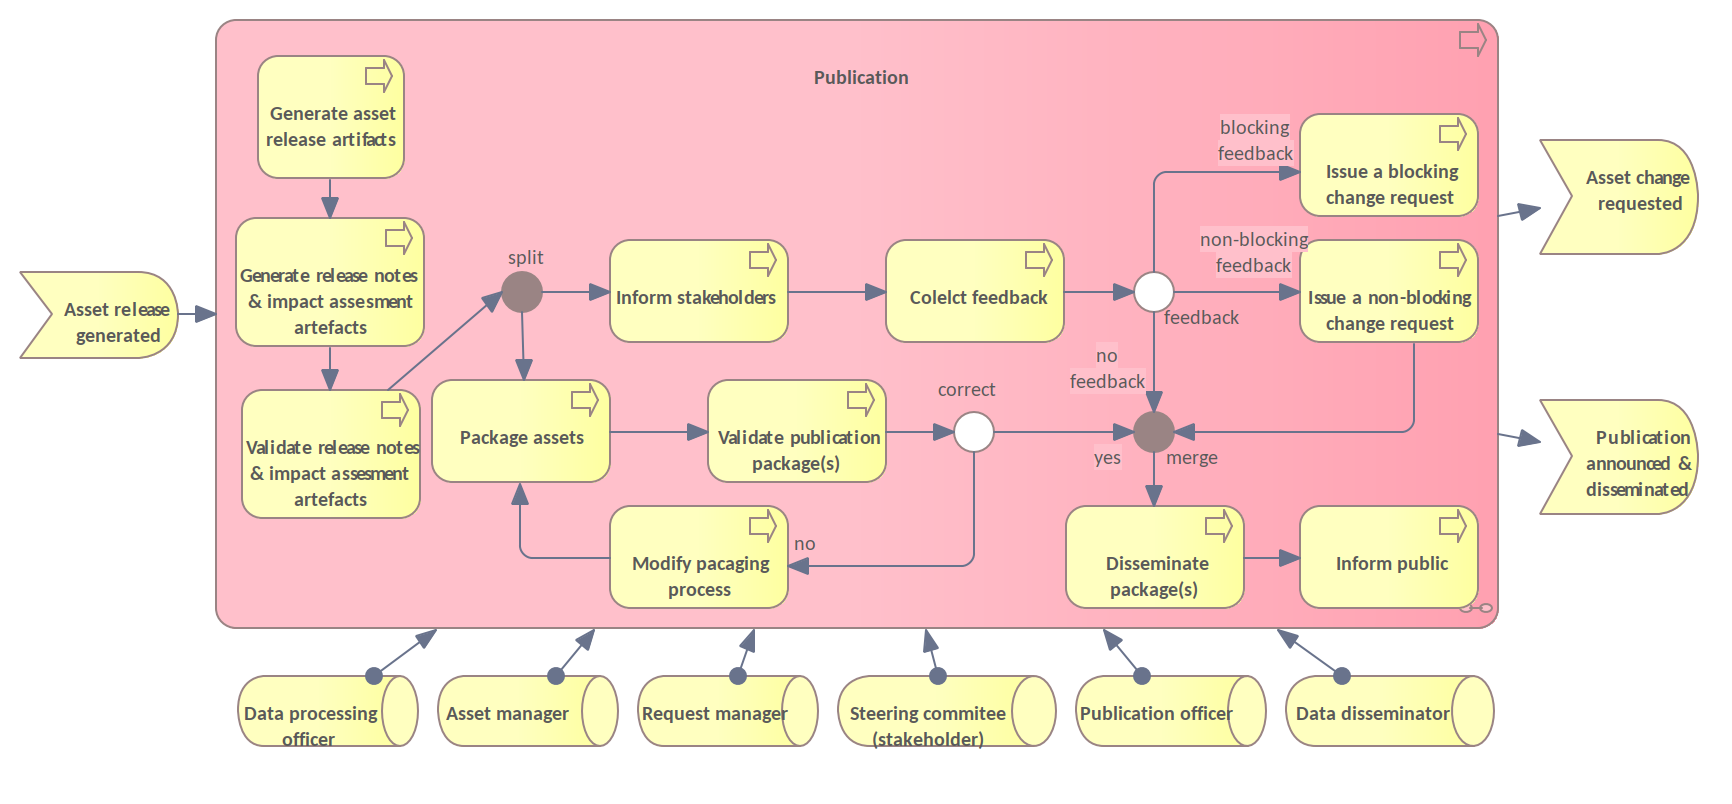 Publication
Generate asset
release artifacts
Generate release notes
& impact assesment
artefacts
Validate release notes
& impact assesment
artefacts
Asset release
generated
split
Inform stakeholders
Colelct feedback
feedback
blocking
feedback
Issue a blocking
change request
non-blocking
feedback
Issue a non-blocking
change request
no
feedback
Package assets
Validate publication
package(s)
correct
yes
merge
no
Modify pacaging
process
Disseminate
package(s)
Inform public
Asset change
requested
Publication
announced &
disseminated
Data processing
officer
Asset manager
Request manager
Steering commitee
(stakeholder)
Publication officer
Data disseminator